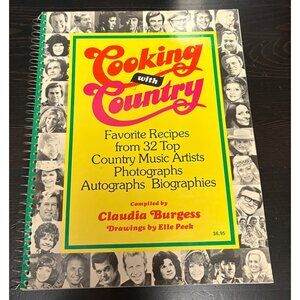 Cooking
with
Country
Favorite Recipes
from 32 Top
Country Music Artists
Photographs
Autographs Biographies
Compiled by
Claudia Burgess
Drawings by Elle Peek
$6.95